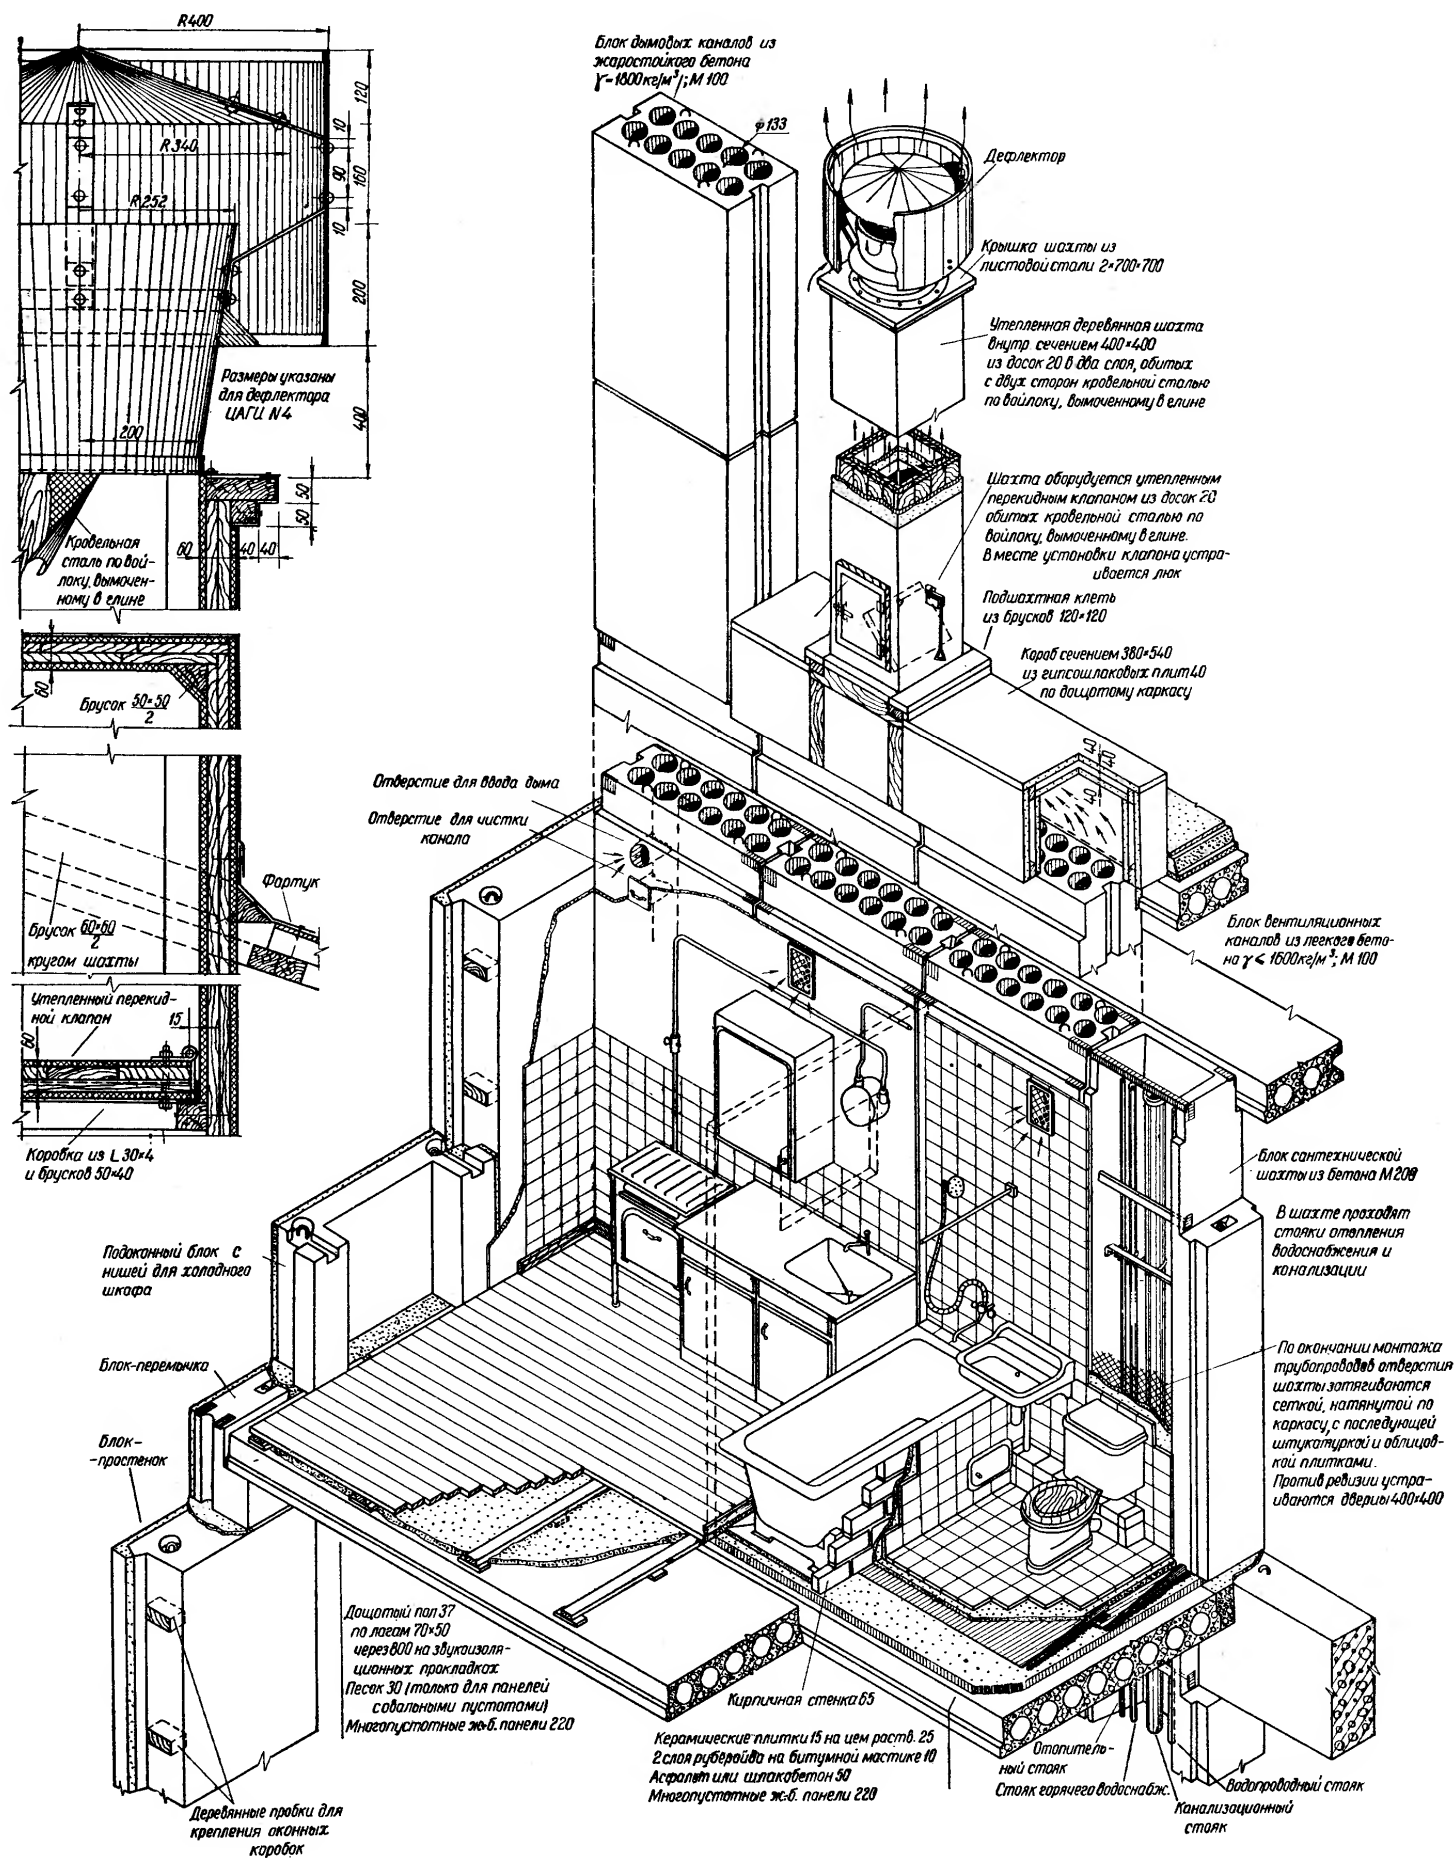 R400
120
10
R340
90
160
R252
10
200
Размеры указаны
для дефлектора
ЦАГИ N4
400
200
50
50
60
40
40
Кровельная
сталь по вой-
локу, вымочен-
ному в глине
60
Брусок 50×50/2
Фартук
Брусок 60×60/2
кругом шахты
Утепленный перекид-
ной клапан
15
60
Коробка из L 30×4
и брусков 50×40
Блок дымовых каналов из
жаростойкого бетона
γ=1800кг/м³; М 100
φ133
Дефлектор
Крышка шахты из
листовой стали 2×700×700
Утепленная деревянная шахта
внутр. сечением 400×400
из досок 20 в два слоя, обитых
с двух сторон кровельной сталью
по войлоку, вымоченному в глине
Шахта оборудуется утепленным
перекидным клапаном из досок 20
обитых кровельной сталью по
войлоку, вымоченному в глине.
В месте установки клапана устра-
ивается люк
Подшахтная клеть
из брусков 120×120
Короб сечением 380×540
из гипсошлаковых плит 40
по дощатому каркасу
40
40
Отверстие для ввода дыма
Отверстие для чистки
канала
Блок вентиляционных
каналов из легкого бето-
на γ< 1600кг/м³; М 100
Блок сантехнической
шахты из бетона М 200
В шахте проходят
стояки отопления
водоснабжения и
канализации
Подоконный блок с
нишей для холодного
шкафа
Блок-перемычка
Блок-
-простенок
По окончании монтажа
трубопроводов отверстия
шахты затягиваются
сеткой, натянутой по
каркасу, с последующей
штукатуркой и облицов-
кой плитками.
Против ревизии устра-
иваются дверцы 400×400
Дощатый пол 37
по лагам 70×50
через 800 на звукоизоля-
ционных прокладках
Песок 30 (только для панелей
с овальными пустотами)
Многопустотные ж.-б. панели 220
Кирпичная стенка 65
Керамические плитки 15 на цем раств. 25
2 слоя рубероида на битумной мастике 10
Асфальт или шлакобетон 50
Многопустотные ж.-б. панели 220
Отопитель-
ный стояк
Стояк горячего водоснабж.
Водопроводный стояк
Канализационный
стояк
Деревянные пробки для
крепления оконных
коробок